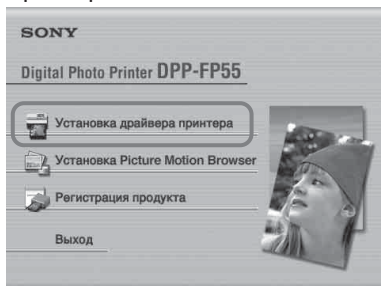 SONY
Digital Photo Printer DPP-FP55
Установка драйвера принтера
Установка Picture Motion Browser
Регистрация продукта
Выход